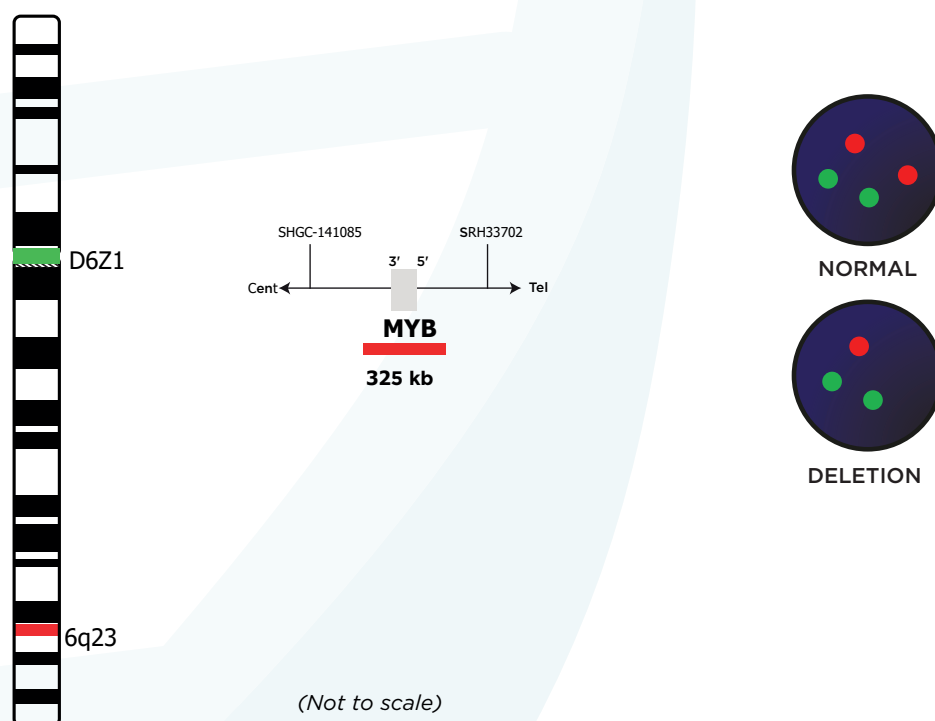 D6Z1
6q23
SHGC-141085
SRH33702
3' 5'
Cent
Tel
MYB
325 kb
(Not to scale)
NORMAL
DELETION